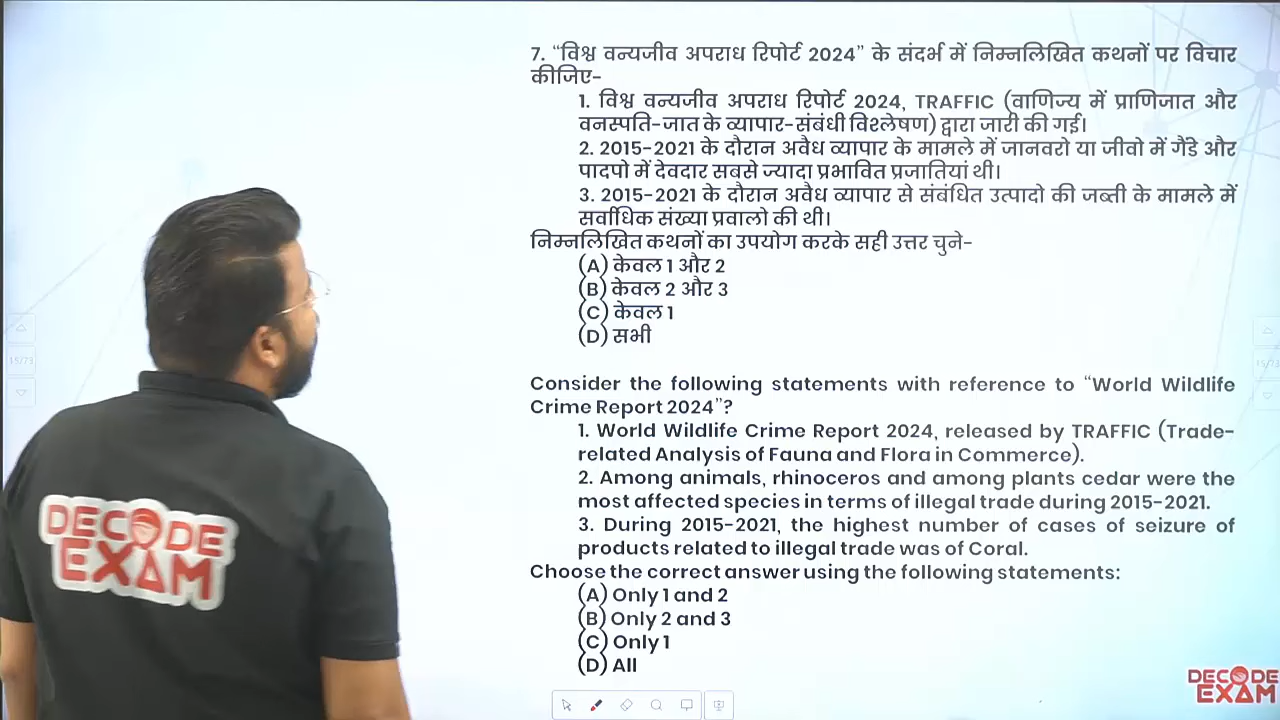 7. “विश्व वन्यजीव अपराध रिपोर्ट 2024” के संदर्भ में निम्नलिखित कथनों पर विचार
कीजिए-
1. विश्व वन्यजीव अपराध रिपोर्ट 2024, TRAFFIC (वाणिज्य में प्राणिजात और
वनस्पति-जात के व्यापार-संबंधी विश्लेषण) द्वारा जारी की गई।
2. 2015-2021 के दौरान अवैध व्यापार के मामले में जानवरो या जीवो में गैंडे और
पादपो में देवदार सबसे ज्यादा प्रभावित प्रजातियां थी।
3. 2015-2021 के दौरान अवैध व्यापार से संबंधित उत्पादो की जब्ती के मामले में
सर्वाधिक संख्या प्रवालो की थी।
निम्नलिखित कथनों का उपयोग करके सही उत्तर चुने-
(A) केवल 1 और 2
(B) केवल 2 और 3
(C) केवल 1
(D) सभी
Consider the following statements with reference to “World Wildlife
Crime Report 2024”?
1. World Wildlife Crime Report 2024, released by TRAFFIC (Trade-
related Analysis of Fauna and Flora in Commerce).
2. Among animals, rhinoceros and among plants cedar were the
most affected species in terms of illegal trade during 2015-2021.
3. During 2015-2021, the highest number of cases of seizure of
products related to illegal trade was of Coral.
Choose the correct answer using the following statements:
(A) Only 1 and 2
(B) Only 2 and 3
(C) Only 1
(D) All
DECODE
EXAM
DECODE
EXAM
15/73
15/73